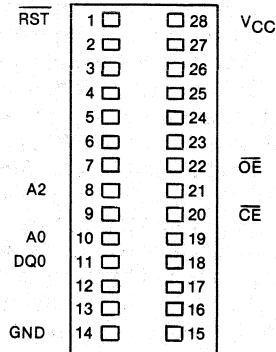 RST 1 28 VCC
2 27
3 26
4 25
5 24
6 23
7 22 OE
A2 8 21
9 20 CE
A0 10 19
DQ0 11 18
12 17
13 16
GND 14 15